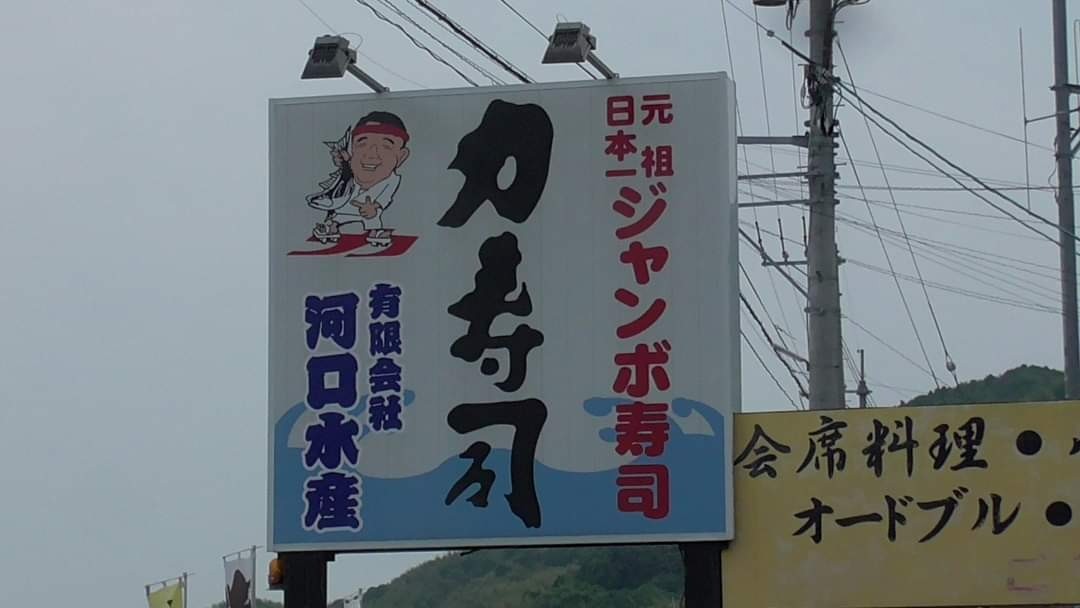 元祖
日本一
ジャンボ寿司
力寿司
有限会社
河口水産
会席料理●
オードブル●